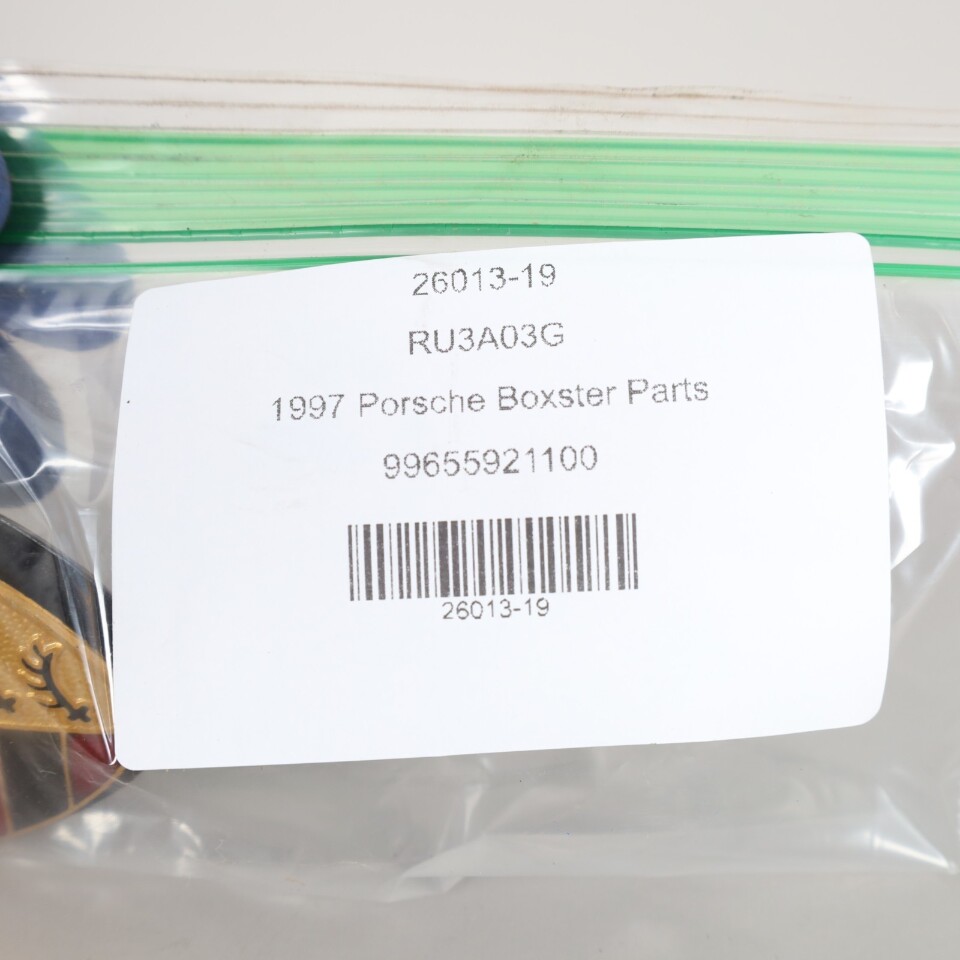 26013-19
RU3A03G
1997 Porsche Boxster Parts
99655921100
26013-19